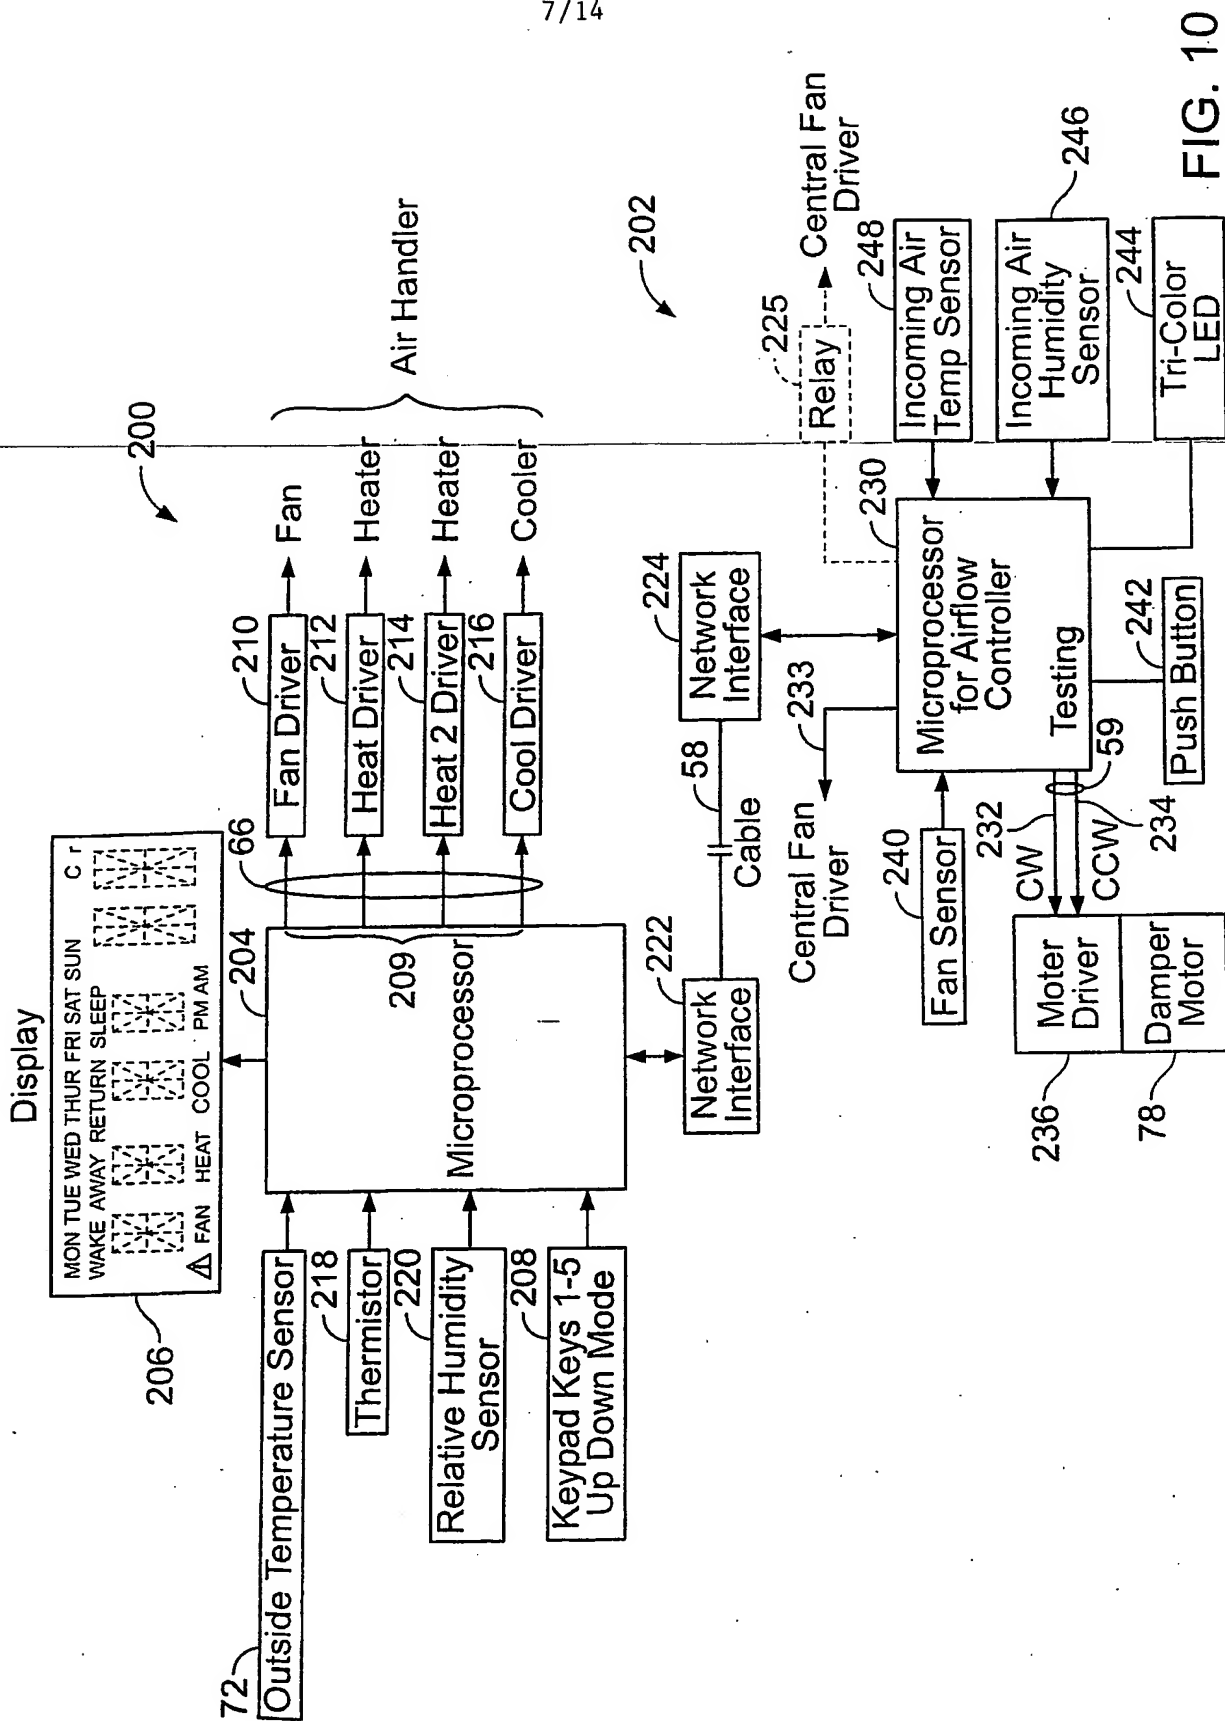 7/14
Display
MON TUE WED THUR FRI SAT SUN
WAKE AWAY RETURN SLEEP
C r
FAN HEAT COOL PM AM
206
200
72
Outside Temperature Sensor
218
Thermistor
220
Relative Humidity
Sensor
208
Keypad Keys 1-5
Up Down Mode
204
Microprocessor
209
66
210
Fan Driver
Fan
212
Heat Driver
Heater
214
Heat 2 Driver
Heater
216
Cool Driver
Cooler
Air Handler
202
222
Network
Interface
58
Cable
224
Network
Interface
225
Relay
Central Fan
Driver
233
Central Fan
Driver
230
Microprocessor
for Airflow
Controller
Testing
248
Incoming Air
Temp Sensor
246
Incoming Air
Humidity
Sensor
244
Tri-Color
LED
242
Push Button
240
Fan Sensor
232
CW
CCW
234
59
236
Moter
Driver
78
Damper
Motor
FIG. 10